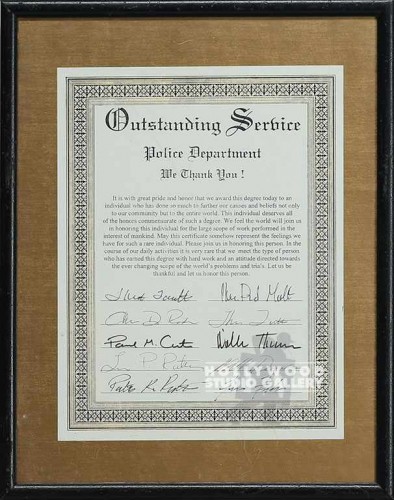 Outstanding Service
Police Department
We Thank You !
It is with great pride and honor that we award this degree today to an
individual who has done so much to further our causes and beliefs not only
to our community but to the entire world. This individual deserves all
of the honors commensurate of such a degree. We feel the world will join us
in honoring this individual for the large scope of work performed in the
interest of mankind. May this certificate somehow represent the feelings we
have for such a rare individual. Please join us in honoring this person. In the
course of our daily activities it is very rare that we meet the type of person
who has earned this degree with hard work and an attitude directed towards
the ever changing scope of the world's problems and trials. Let us be
thankful and let us honor this person.
Paul M.
HOLLYWOOD
STUDIO GALLERY